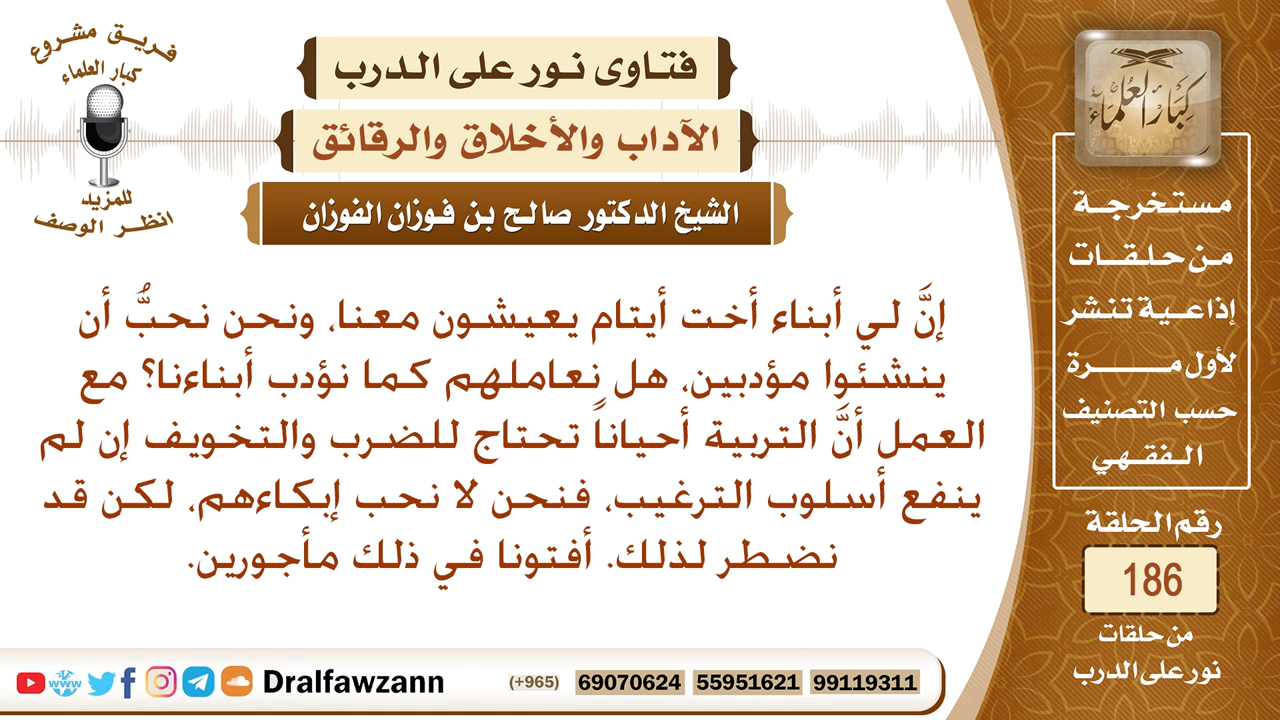 فريق مشروع
كبار العلماء
للمزيد
انظر الوصف
فتاوى نور على الدرب
الآداب والأخلاق والرقائق
الشيخ الدكتور صالح بن فوزان الفوزان
إنَّ لي أبناء أخت أيتام يعيشون معنا، ونحن نحبُّ أن
ينشئوا مؤدبين، هل نعاملهم كما نؤدب أبناءنا؟ مع
العمل أنَّ التربية أحياناً تحتاج للضرب والتخويف إن لم
ينفع أسلوب الترغيب، فنحن لا نحب إبكاءهم، لكن قد
نضطر لذلك. أفتونا في ذلك مأجورين.
كبار العلماء
مستخرجة
من حلقات
إذاعية تنشر
لأول مرة
حسب التصنيف
الفقهي
رقم الحلقة
186
من حلقات
نور على الدرب
www
Dralfawzann (+965) 69070624 55951621 99119311